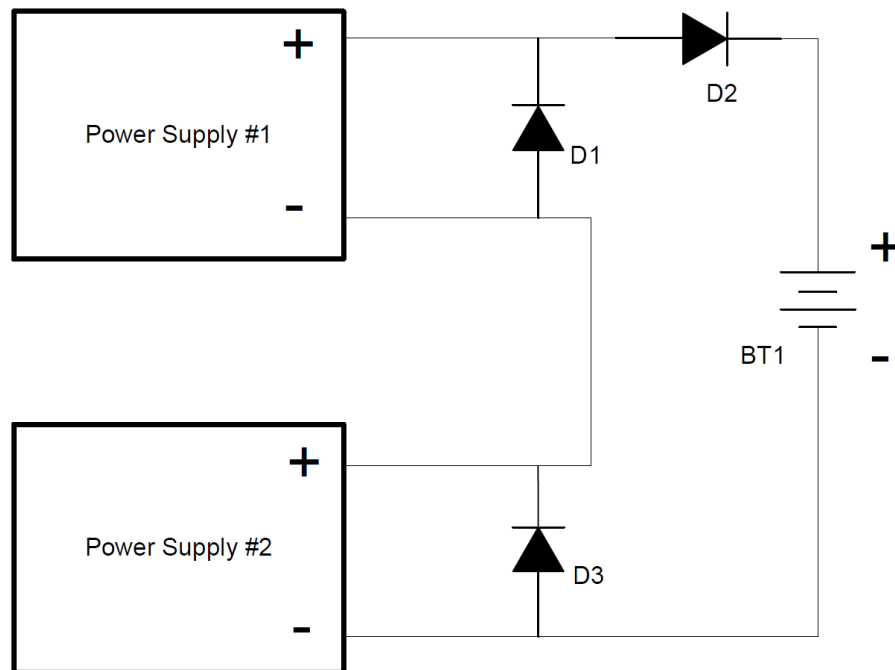 +
D2
Power Supply #1
D1
-
+
BT1
-
+
Power Supply #2
D3
-